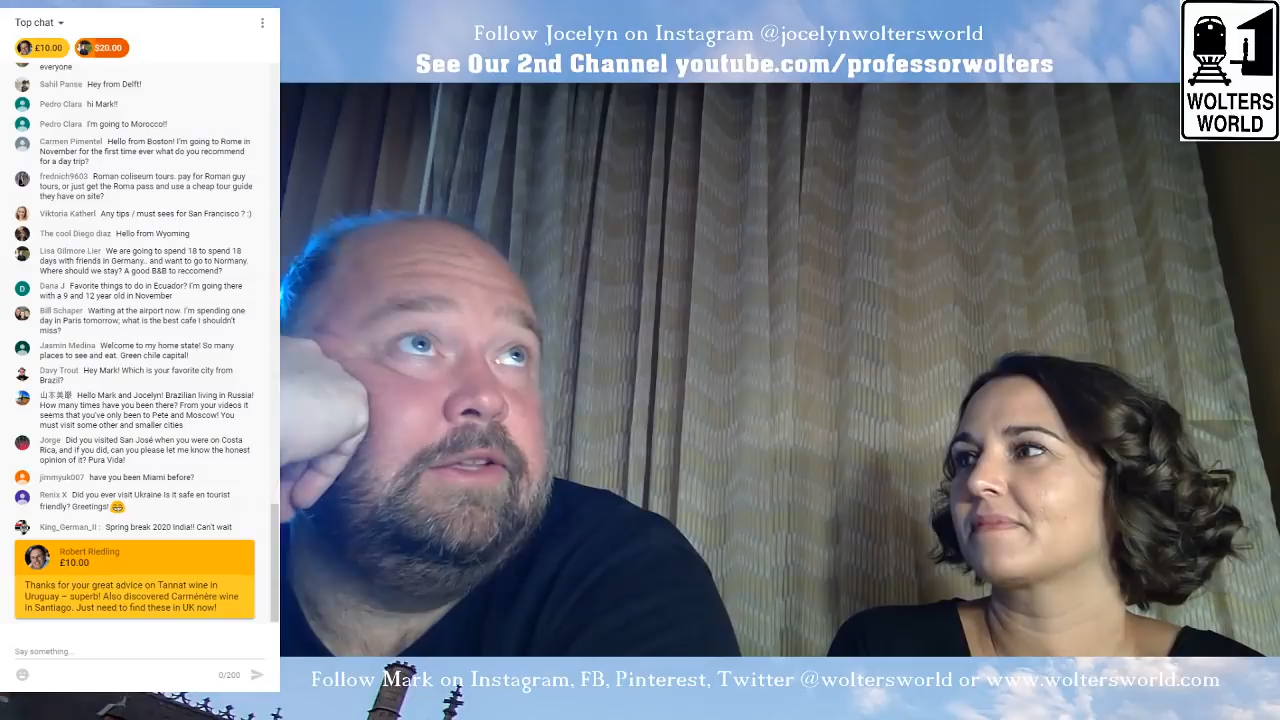 Top chat
£10.00
$20.00
everyone
Sahil Panse Hey from Delft!
Pedro Clara hi Mark!!
Pedro Clara I'm going to Morocco!!
Carmen Pimentel Hello from Boston! I'm going to Rome in
November for the first time ever what do you recommend
for a day trip?
frednich9603 Roman coliseum tours. pay for Roman guy
tours, or just get the Roma pass and use a cheap tour guide
they have on site?
Viktoria Katherl Any tips / must sees for San Francisco ? :)
The cool Diego diaz Hello from Wyoming
Lisa Gilmore Lier We are going to spend 18 to spend 18
days with friends in Germany.. and want to go to Normany.
Where should we stay? A good B&B to reccomend?
D
Dana J Favorite things to do in Ecuador? I'm going there
with a 9 and 12 year old in November
Bill Schaper Waiting at the airport now. I'm spending one
day in Paris tomorrow; what is the best cafe I shouldn't
miss?
Jasmin Medina Welcome to my home state! So many
places to see and eat. Green chile capital!
Davy Trout Hey Mark! Which is your favorite city from
Brazil?
Hello Mark and Jocelyn! Brazilian living in Russia!
How many times have you been there? From your videos it
seems that you've only been to Pete and Moscow! You
must visit some other and smaller cities
Jorge Did you visited San José when you were on Costa
Rica, and if you did, can you please let me know the honest
opinion of it? Pura Vida!
jimmyuk007 have you been Miami before?
Renix X Did you ever visit Ukraine Is it safe en tourist
friendly? Greetings!
King_German_II : Spring break 2020 India!! Can't wait
Robert Riedling
£10.00
Thanks for your great advice on Tannat wine in
Uruguay – superb! Also discovered Carménère wine
in Santiago. Just need to find these in UK now!
Say something...
0/200
Follow Jocelyn on Instagram @jocelynwoltersworld
See Our 2nd Channel youtube.com/professorwolters
WOLTERS
WORLD
Follow Mark on Instagram, FB, Pinterest, Twitter @woltersworld or www.woltersworld.com